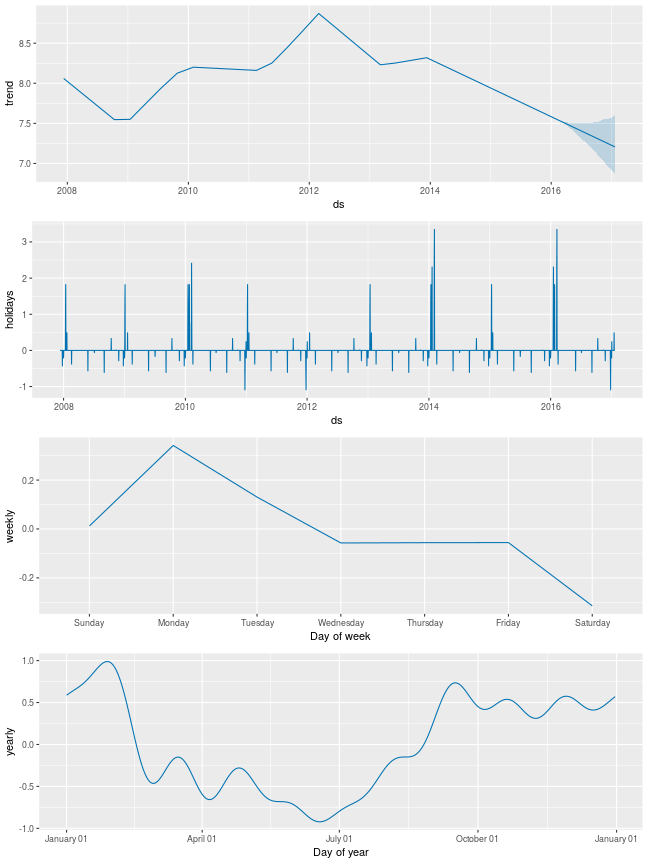 trend
8.5
8.0
7.5
7.0
2008 2010 2012 2014 2016
ds
holidays
3
2
1
0
-1
2008 2010 2012 2014 2016
ds
weekly
0.2
0.0
-0.2
Sunday Monday Tuesday Wednesday Thursday Friday Saturday
Day of week
yearly
1.0
0.5
0.0
-0.5
-1.0
January 01 April 01 July 01 October 01 January 01
Day of year